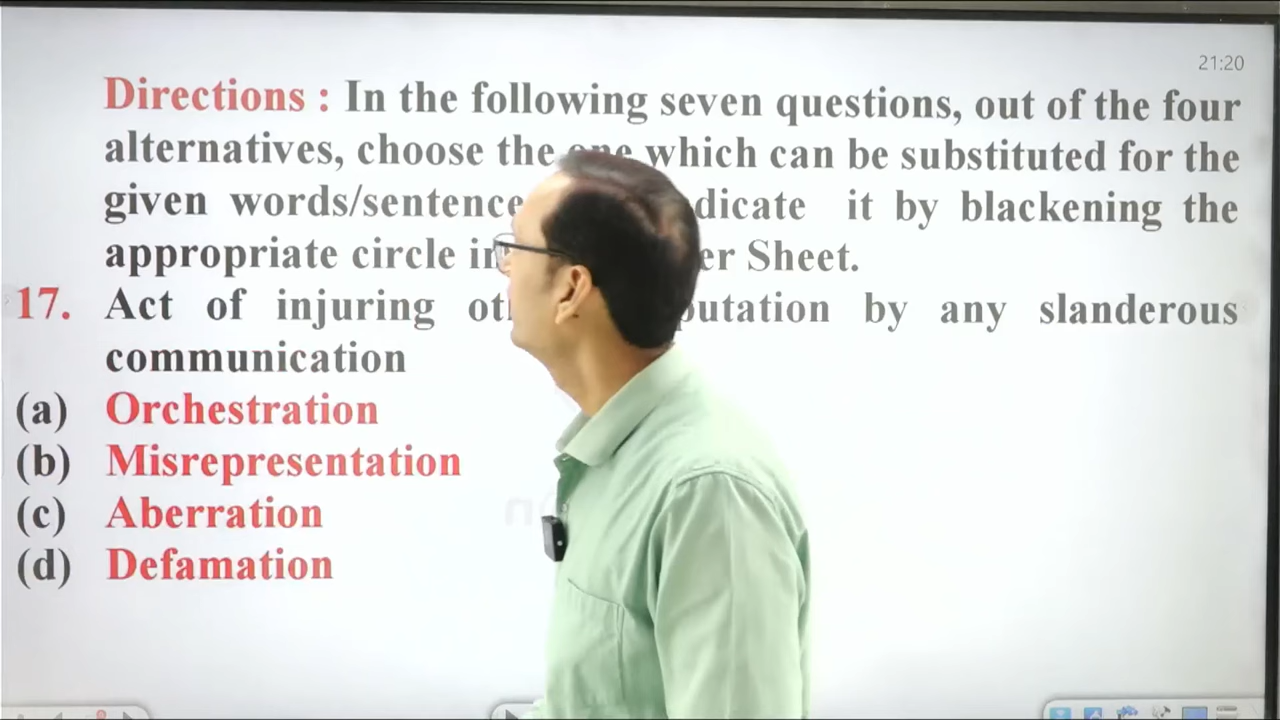 21:20
Directions : In the following seven questions, out of the four
alternatives, choose the one which can be substituted for the
given words/sentence it by blackening the
appropriate circle Sheet.
17. Act of injuring by any slanderous
communication
(a) Orchestration
(b) Misrepresentation
(c) Aberration
(d) Defamation